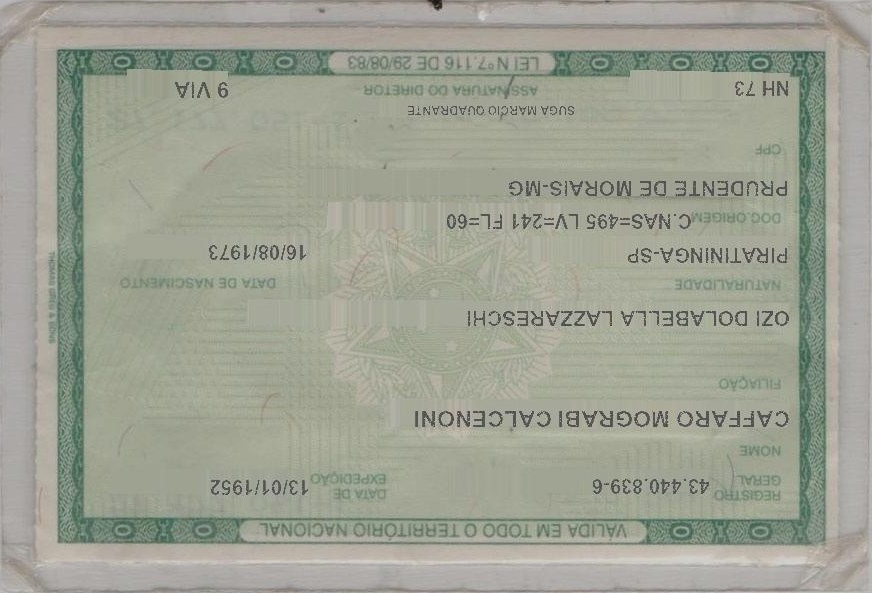 VÁLIDA EM TODO O TERRITÓRIO NACIONAL
REGISTRO GERAL 43.440.839-6 DATA DE EXPEDIÇÃO 13/01/1952
NOME
CAFFARO MOGRABI CALCENONI
FILIAÇÃO
OZI DOLABELLA LAZZARESCHI
NATURALIDADE DATA DE NASCIMENTO
PIRATININGA-SP 16/08/1973
DOC.ORIGEM C.NAS=495 LV=241 FL=60
PRUDENTE DE MORAIS-MG
CPF
SUGA MARCIO QUADRANTE
ASSINATURA DO DIRETOR
NH 73 9 VIA
LEI Nº 7.116 DE 29/08/83